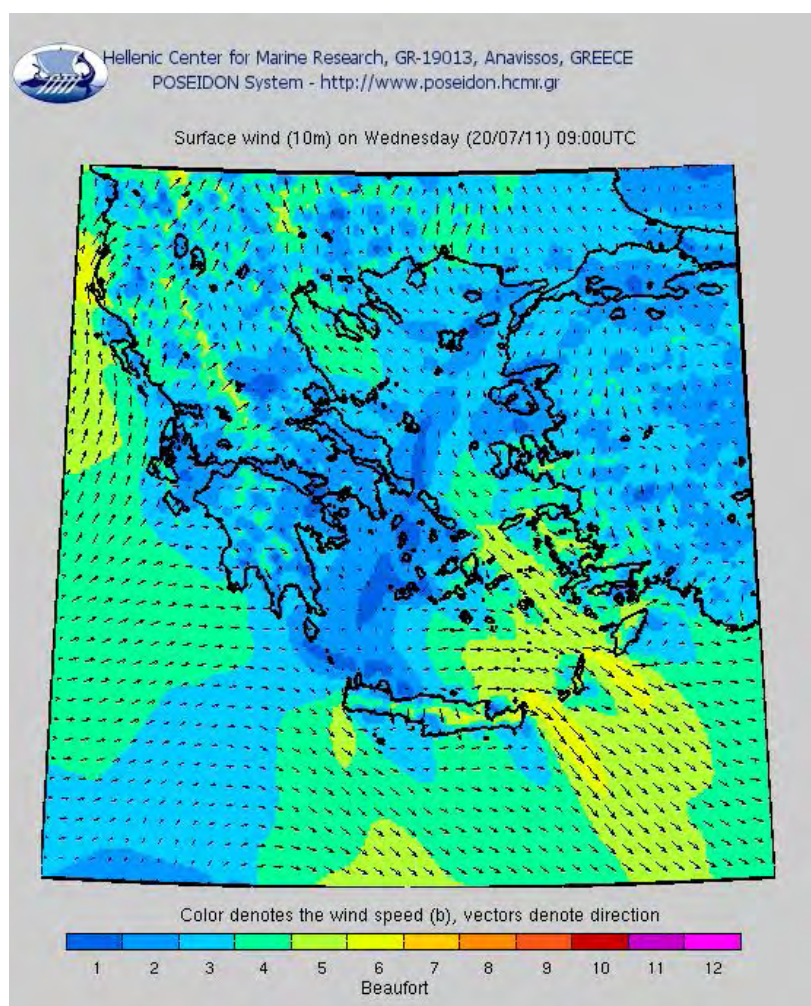 Hellenic Center for Marine Research, GR-19013, Anavissos, GREECE
POSEIDON System - http://www.poseidon.hcmr.gr
Surface wind (10m) on Wednesday (20/07/11) 09:00UTC
Color denotes the wind speed (b), vectors denote direction
1 2 3 4 5 6 7 8 9 10 11 12
Beaufort